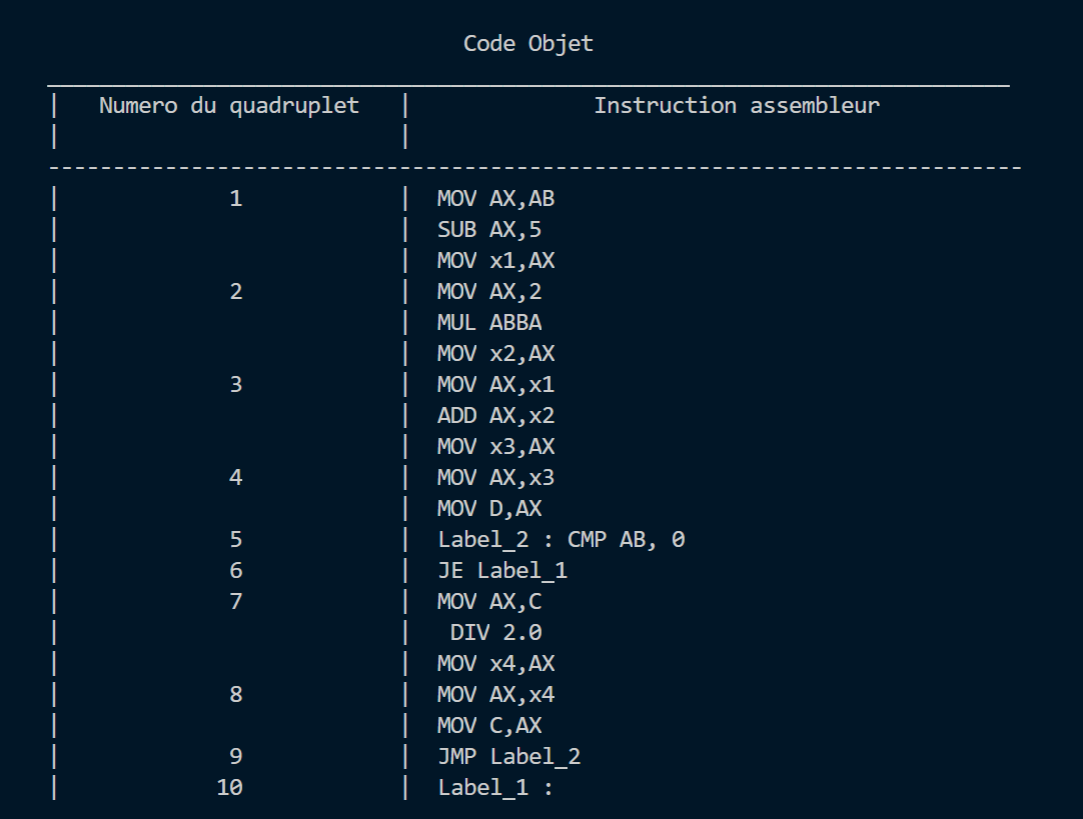 Code Objet
Numero du quadruplet | Instruction assembleur
1 | MOV AX,AB
| SUB AX,5
| MOV x1,AX
2 | MOV AX,2
| MUL ABBA
| MOV x2,AX
3 | MOV AX,x1
| ADD AX,x2
| MOV x3,AX
4 | MOV AX,x3
| MOV D,AX
5 | Label_2 : CMP AB, 0
6 | JE Label_1
7 | MOV AX,C
| DIV 2.0
| MOV x4,AX
8 | MOV AX,x4
| MOV C,AX
9 | JMP Label_2
10 | Label_1 :